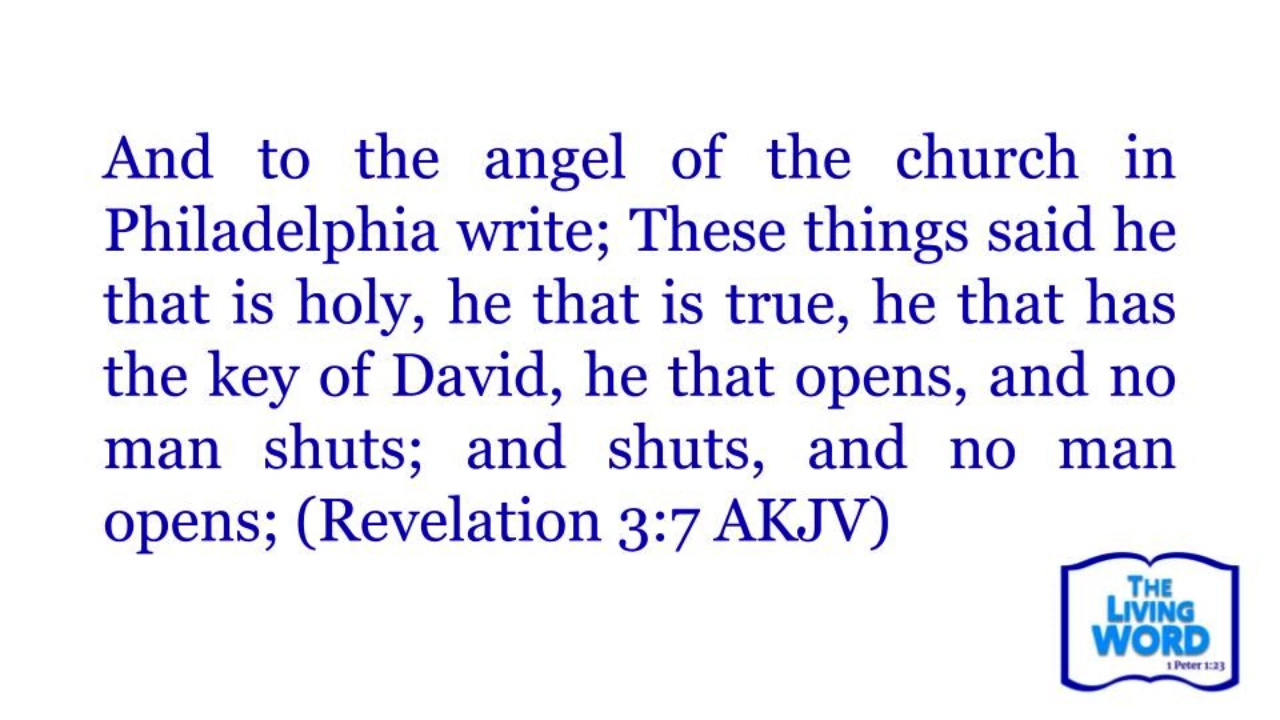 And to the angel of the church in
Philadelphia write; These things said he
that is holy, he that is true, he that has
the key of David, he that opens, and no
man shuts; and shuts, and no man
opens; (Revelation 3:7 AKJV)
THE
LIVING
WORD
1 Peter 1:23